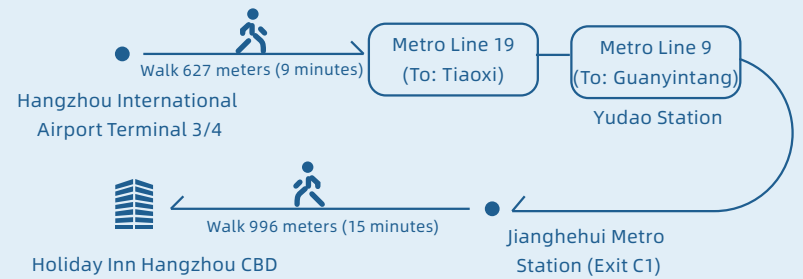 Walk 627 meters (9 minutes)
Hangzhou International
Airport Terminal 3/4
Metro Line 19
(To: Tiaoxi)
Metro Line 9
(To: Guanyintang)
Yudao Station
Jianghehui Metro
Station (Exit C1)
Walk 996 meters (15 minutes)
Holiday Inn Hangzhou CBD